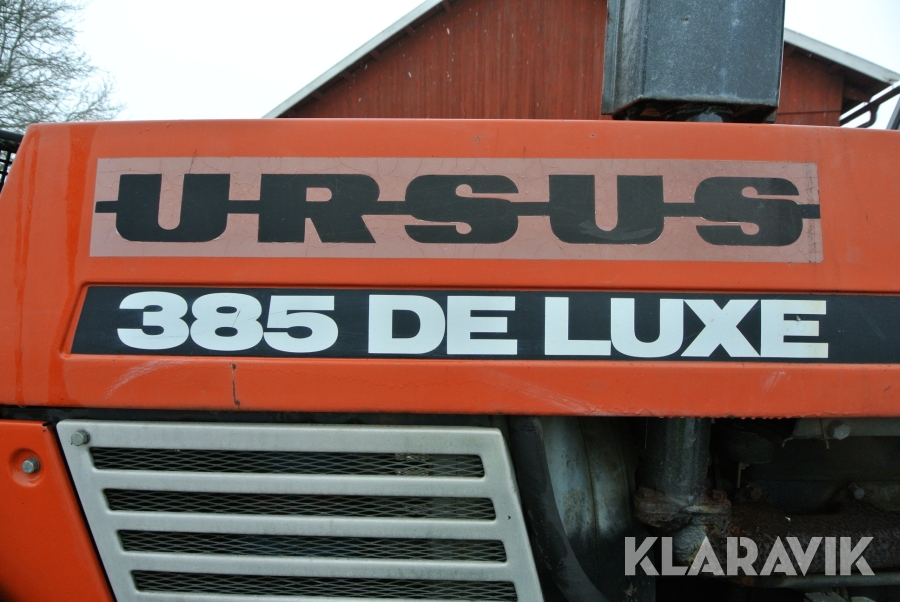 URSUS
385 DE LUXE
KLARAVIK